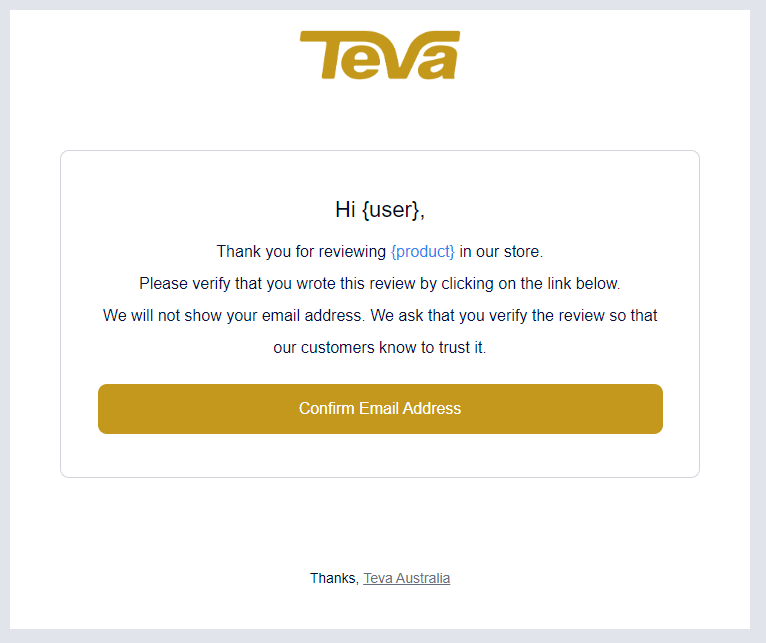 Teva
Hi {user},
Thank you for reviewing {product} in our store.
Please verify that you wrote this review by clicking on the link below.
We will not show your email address. We ask that you verify the review so that
our customers know to trust it.
Confirm Email Address
Thanks, Teva Australia